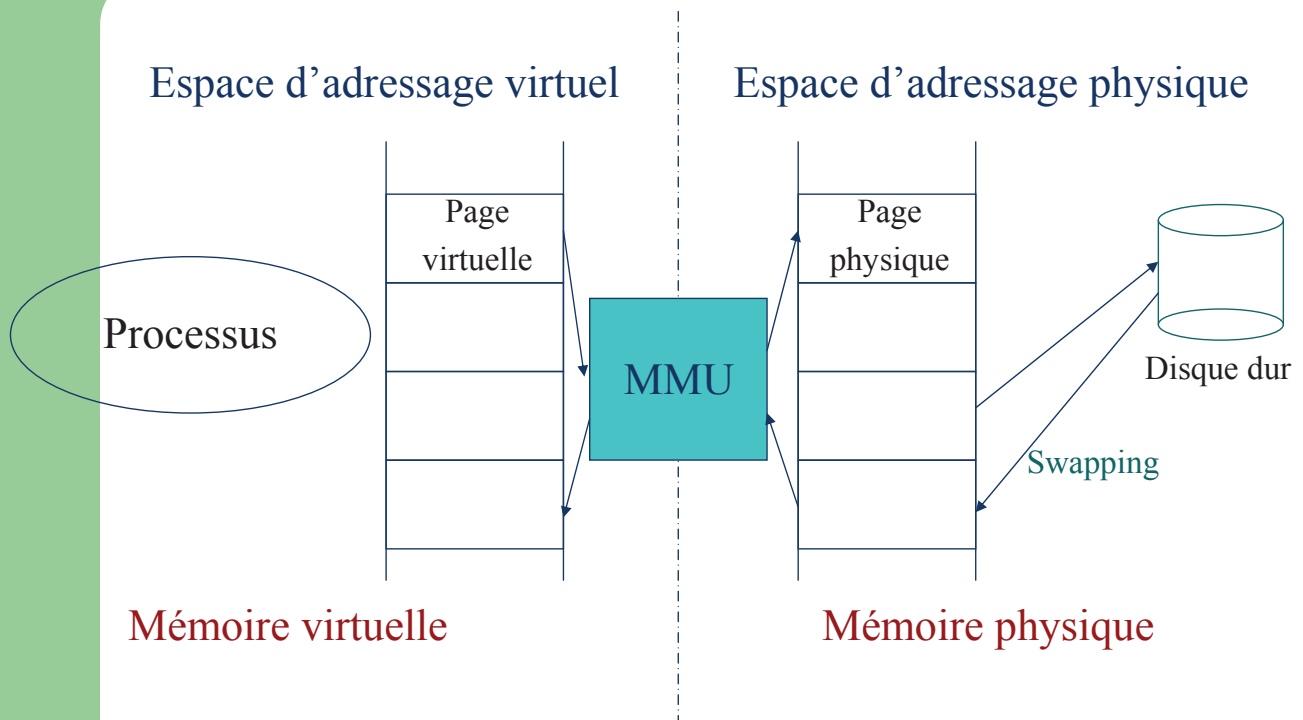 Espace d’adressage virtuel
Espace d’adressage physique
Page
virtuelle
Page
physique
Processus
MMU
Disque dur
Swapping
Mémoire virtuelle
Mémoire physique